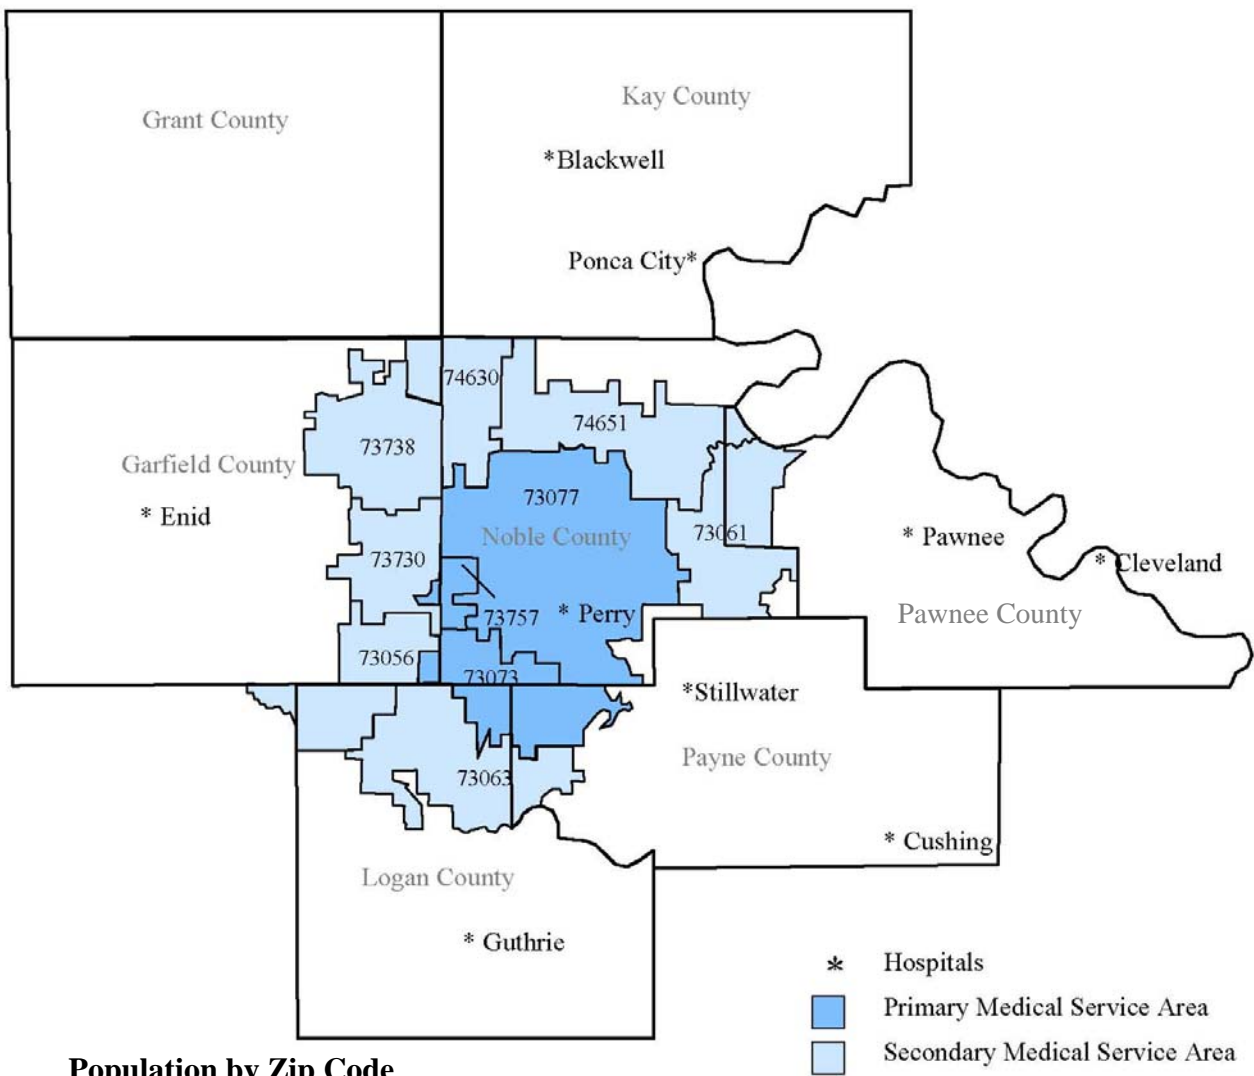 Kay County
Grant County
*Blackwell
Ponca City*
74630
74651
73738
Garfield County
73077
* Enid
Noble County
73061
* Pawnee
73730
* Cleveland
73757
* Perry
Pawnee County
73056
73073
*Stillwater
Payne County
73063
* Cushing
Logan County
* Guthrie
* Hospitals
Primary Medical Service Area
Secondary Medical Service Area
Population by Zip Code